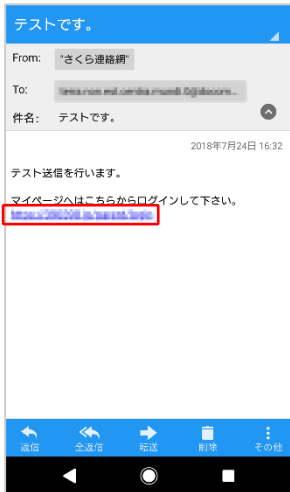 テストです。
From: "さくら連絡網"
To:
件名: テストです。
2018年7月24日 16:32
テスト送信を行います。
マイページへはこちらからログインして下さい。
返信 全返信 転送 削除 その他